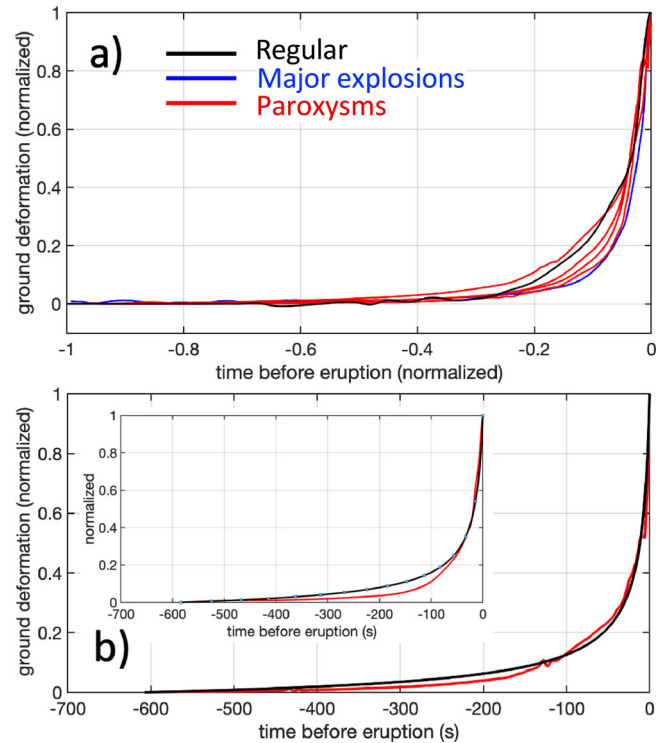 a)
Regular
Major explosions
Paroxysms
ground deformation (normalized)
1
0.8
0.6
0.4
0.2
0
-1 -0.8 -0.6 -0.4 -0.2 0
time before eruption (normalized)
b)
ground deformation (normalized)
1
0.8
0.6
0.4
0.2
0
normalized
1
0.8
0.6
0.4
0.2
0
-700 -600 -500 -400 -300 -200 -100 0
time before eruption (s)
-700 -600 -500 -400 -300 -200 -100 0
time before eruption (s)